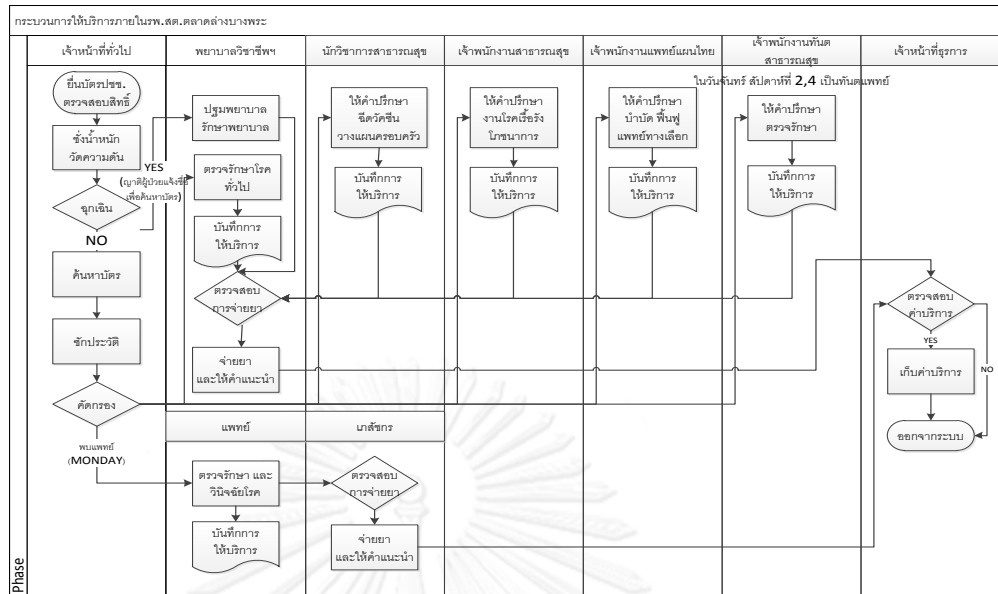 กระบวนการให้บริการภายในรพ.สต.ตลาดล่างบางพระ
เจ้าหน้าที่ทั่วไป
พยาบาลวิชาชีพฯ
นักวิชาการสาธารณสุข
เจ้าพนักงานสาธารณสุข
เจ้าพนักงานแพทย์แผนไทย
เจ้าพนักงานทันต
สาธารณสุข
เจ้าหน้าที่ธุรการ
ในวันจันทร์ สัปดาห์ที่ 2,4 เป็นทันตแพทย์
ยื่นบัตรปชช.
ตรวจสอบสิทธิ์
ชั่งน้ำหนัก
วัดความดัน
ฉุกเฉิน
YES
(ญาติผู้ป่วยแจ้งชื่อ
เพื่อค้นหาบัตร)
NO
ค้นหาบัตร
ซักประวัติ
คัดกรอง
พบแพทย์
(MONDAY)
ปฐมพยาบาล
รักษาพยาบาล
ตรวจรักษาโรค
ทั่วไป
บันทึกการ
ให้บริการ
ตรวจสอบ
การจ่ายยา
จ่ายยา
และให้คำแนะนำ
ให้คำปรึกษา
ฉีดวัคซีน
วางแผนครอบครัว
บันทึกการ
ให้บริการ
ให้คำปรึกษา
งานโรคเรื้อรัง
โภชนาการ
บันทึกการ
ให้บริการ
ให้คำปรึกษา
บำบัด ฟื้นฟู
แพทย์ทางเลือก
บันทึกการ
ให้บริการ
ให้คำปรึกษา
ตรวจรักษา
บันทึกการ
ให้บริการ
ตรวจสอบ
ค่าบริการ
YES
NO
เก็บค่าบริการ
ออกจากระบบ
แพทย์
เภสัชกร
ตรวจรักษา และ
วินิจฉัยโรค
บันทึกการ
ให้บริการ
ตรวจสอบ
การจ่ายยา
จ่ายยา
และให้คำแนะนำ
Phase